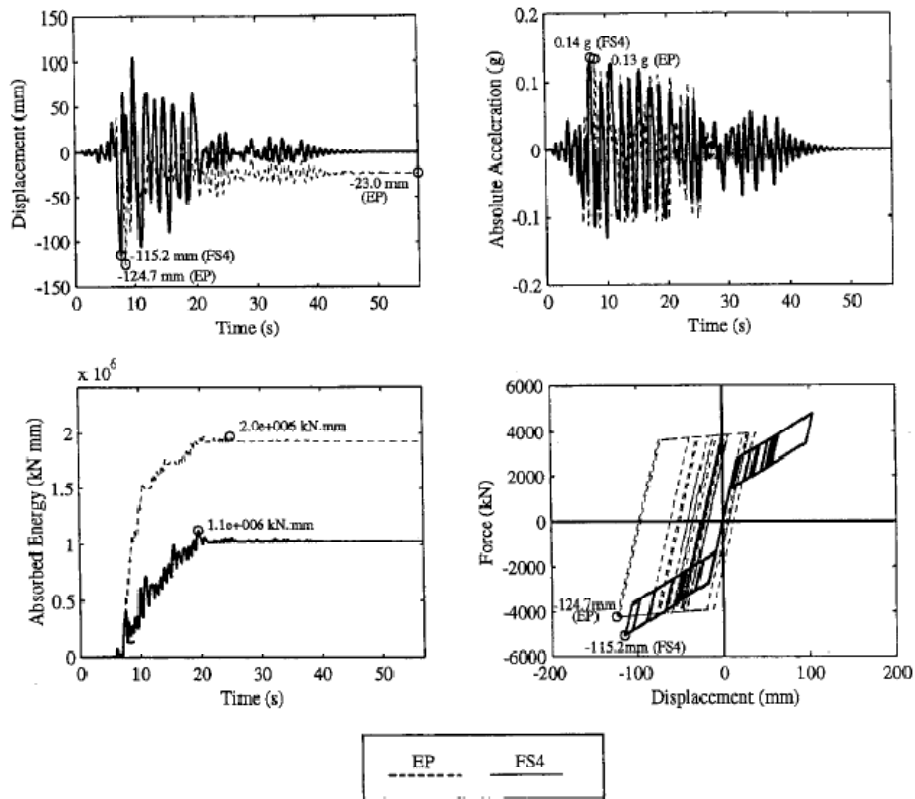 150
100
50
0
-50
-100
-150
Displacement (mm)
-115.2 mm (FS4)
-124.7 mm (EP)
-23.0 mm
(EP)
0 10 20 30 40 50
Time (s)
0.2
0.1
0
-0.1
-0.2
Absolute Acceleration (g)
0.14 g (FS4)
0.13 g (EP)
0 10 20 30 40 50
Time (s)
x 10^6
2
1.5
1
0.5
0
Absorbed Energy (kN mm)
2.0e+006 kN.mm
1.1e+006 kN.mm
0 10 20 30 40 50
Time (s)
6000
4000
2000
0
-2000
-4000
-6000
Force (kN)
-124.7mm
(EP)
-115.2mm (FS4)
-200 -100 0 100 200
Displacement (mm)
EP FS4